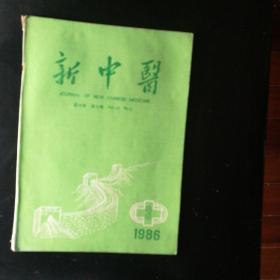 新中醫
JOURNAL OF NEW CHINESE MEDICINE
1986